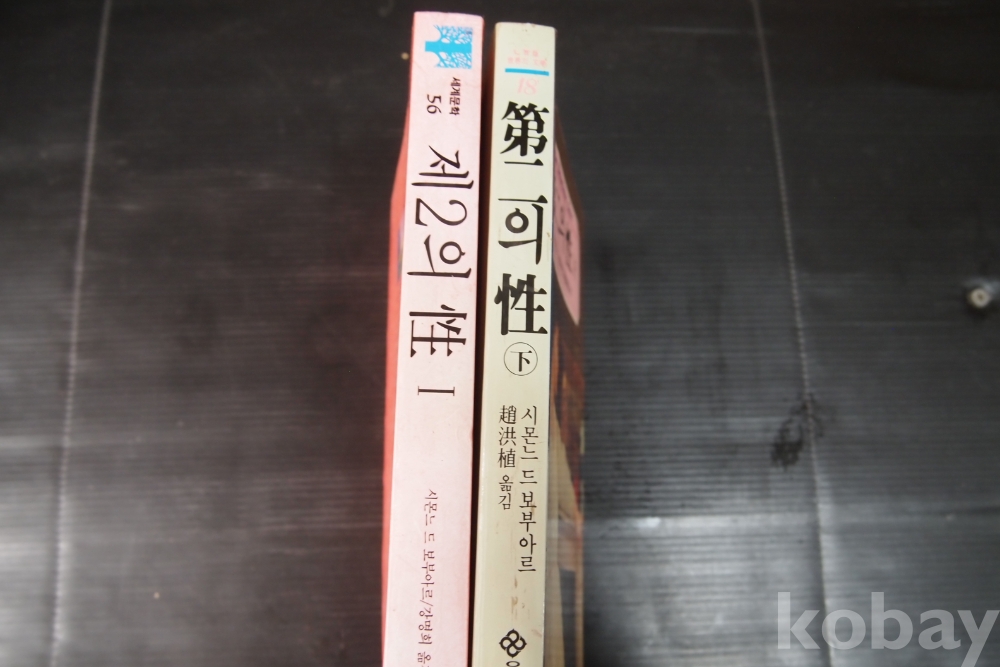 세계문학
56
제2의 性 I
시몬느 드 보부아르/강명희 옮
18
第二의 性 下
시몬느 드 보부아르
趙洪植 옮김
kobay